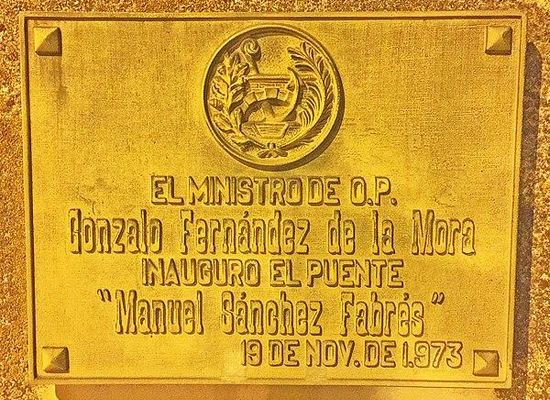 EL MINISTRO DE O.P.
Gonzalo Fernández de la Mora
INAUGURO EL PUENTE
"Manuel Sánchez Fabrés"
19 DE NOV. DE 1.973